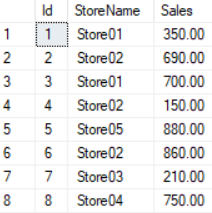 Id StoreName Sales
1 1 Store01 350.00
2 2 Store02 690.00
3 3 Store01 700.00
4 4 Store02 150.00
5 5 Store05 880.00
6 6 Store02 860.00
7 7 Store03 210.00
8 8 Store04 750.00